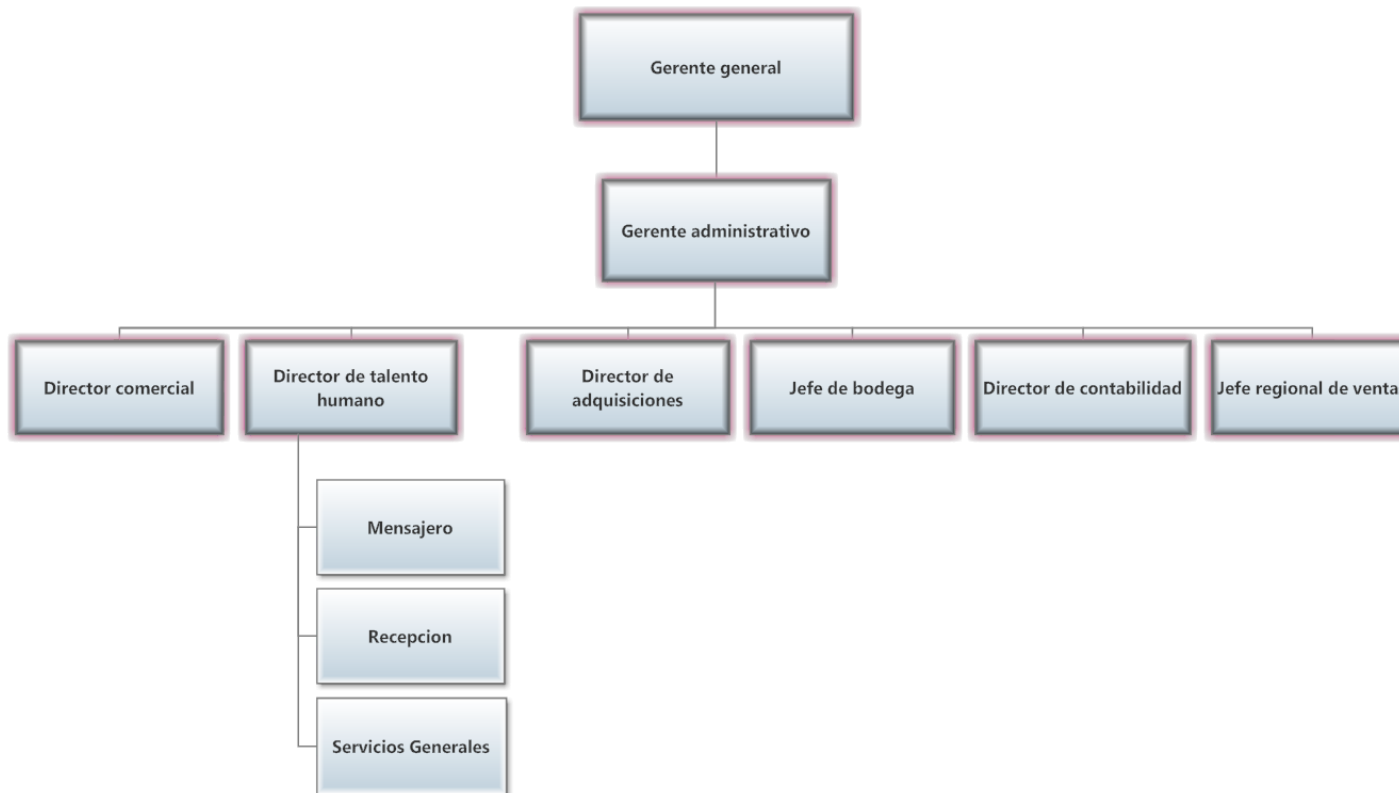 Gerente general
Gerente administrativo
Director comercial
Director de talento
humano
Director de
adquisiciones
Jefe de bodega
Director de contabilidad
Jefe regional de venta
Mensajero
Recepcion
Servicios Generales